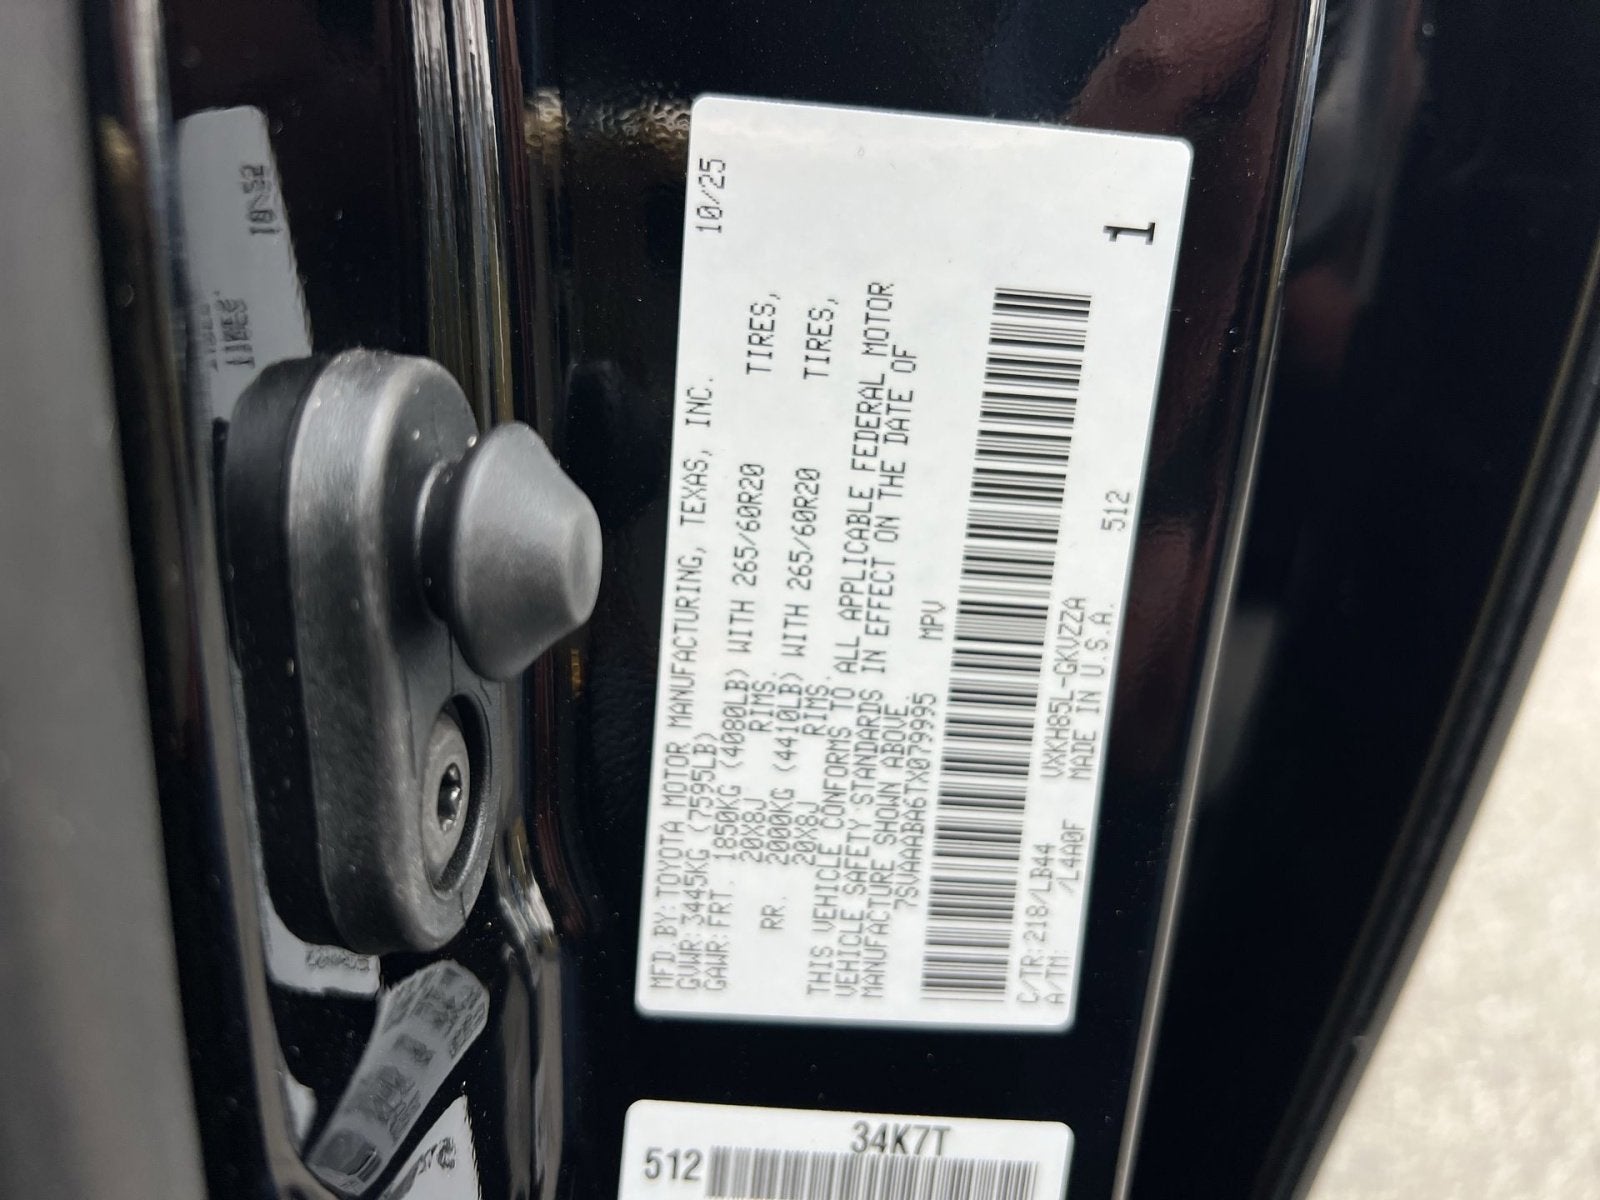 10/25
MFD.BY:TOYOTA MOTOR MANUFACTURING, TEXAS, INC.
GVWR:3445KG (7595LB)
GAWR:FRT. 1850KG (4080LB) WITH 265/60R20 TIRES,
20X8J RIMS.
RR. 2000KG (4410LB) WITH 265/60R20 TIRES,
20X8J RIMS.
THIS VEHICLE CONFORMS TO ALL APPLICABLE FEDERAL MOTOR
VEHICLE SAFETY STANDARDS IN EFFECT ON THE DATE OF
MANUFACTURE SHOWN ABOVE.
7SVAAABA6TX079995 MPV
C/TR:218/LB44 VXKH85L-GKVZZA
A/TM: /L4A0F MADE IN U.S.A.
512
1
34K7T
512